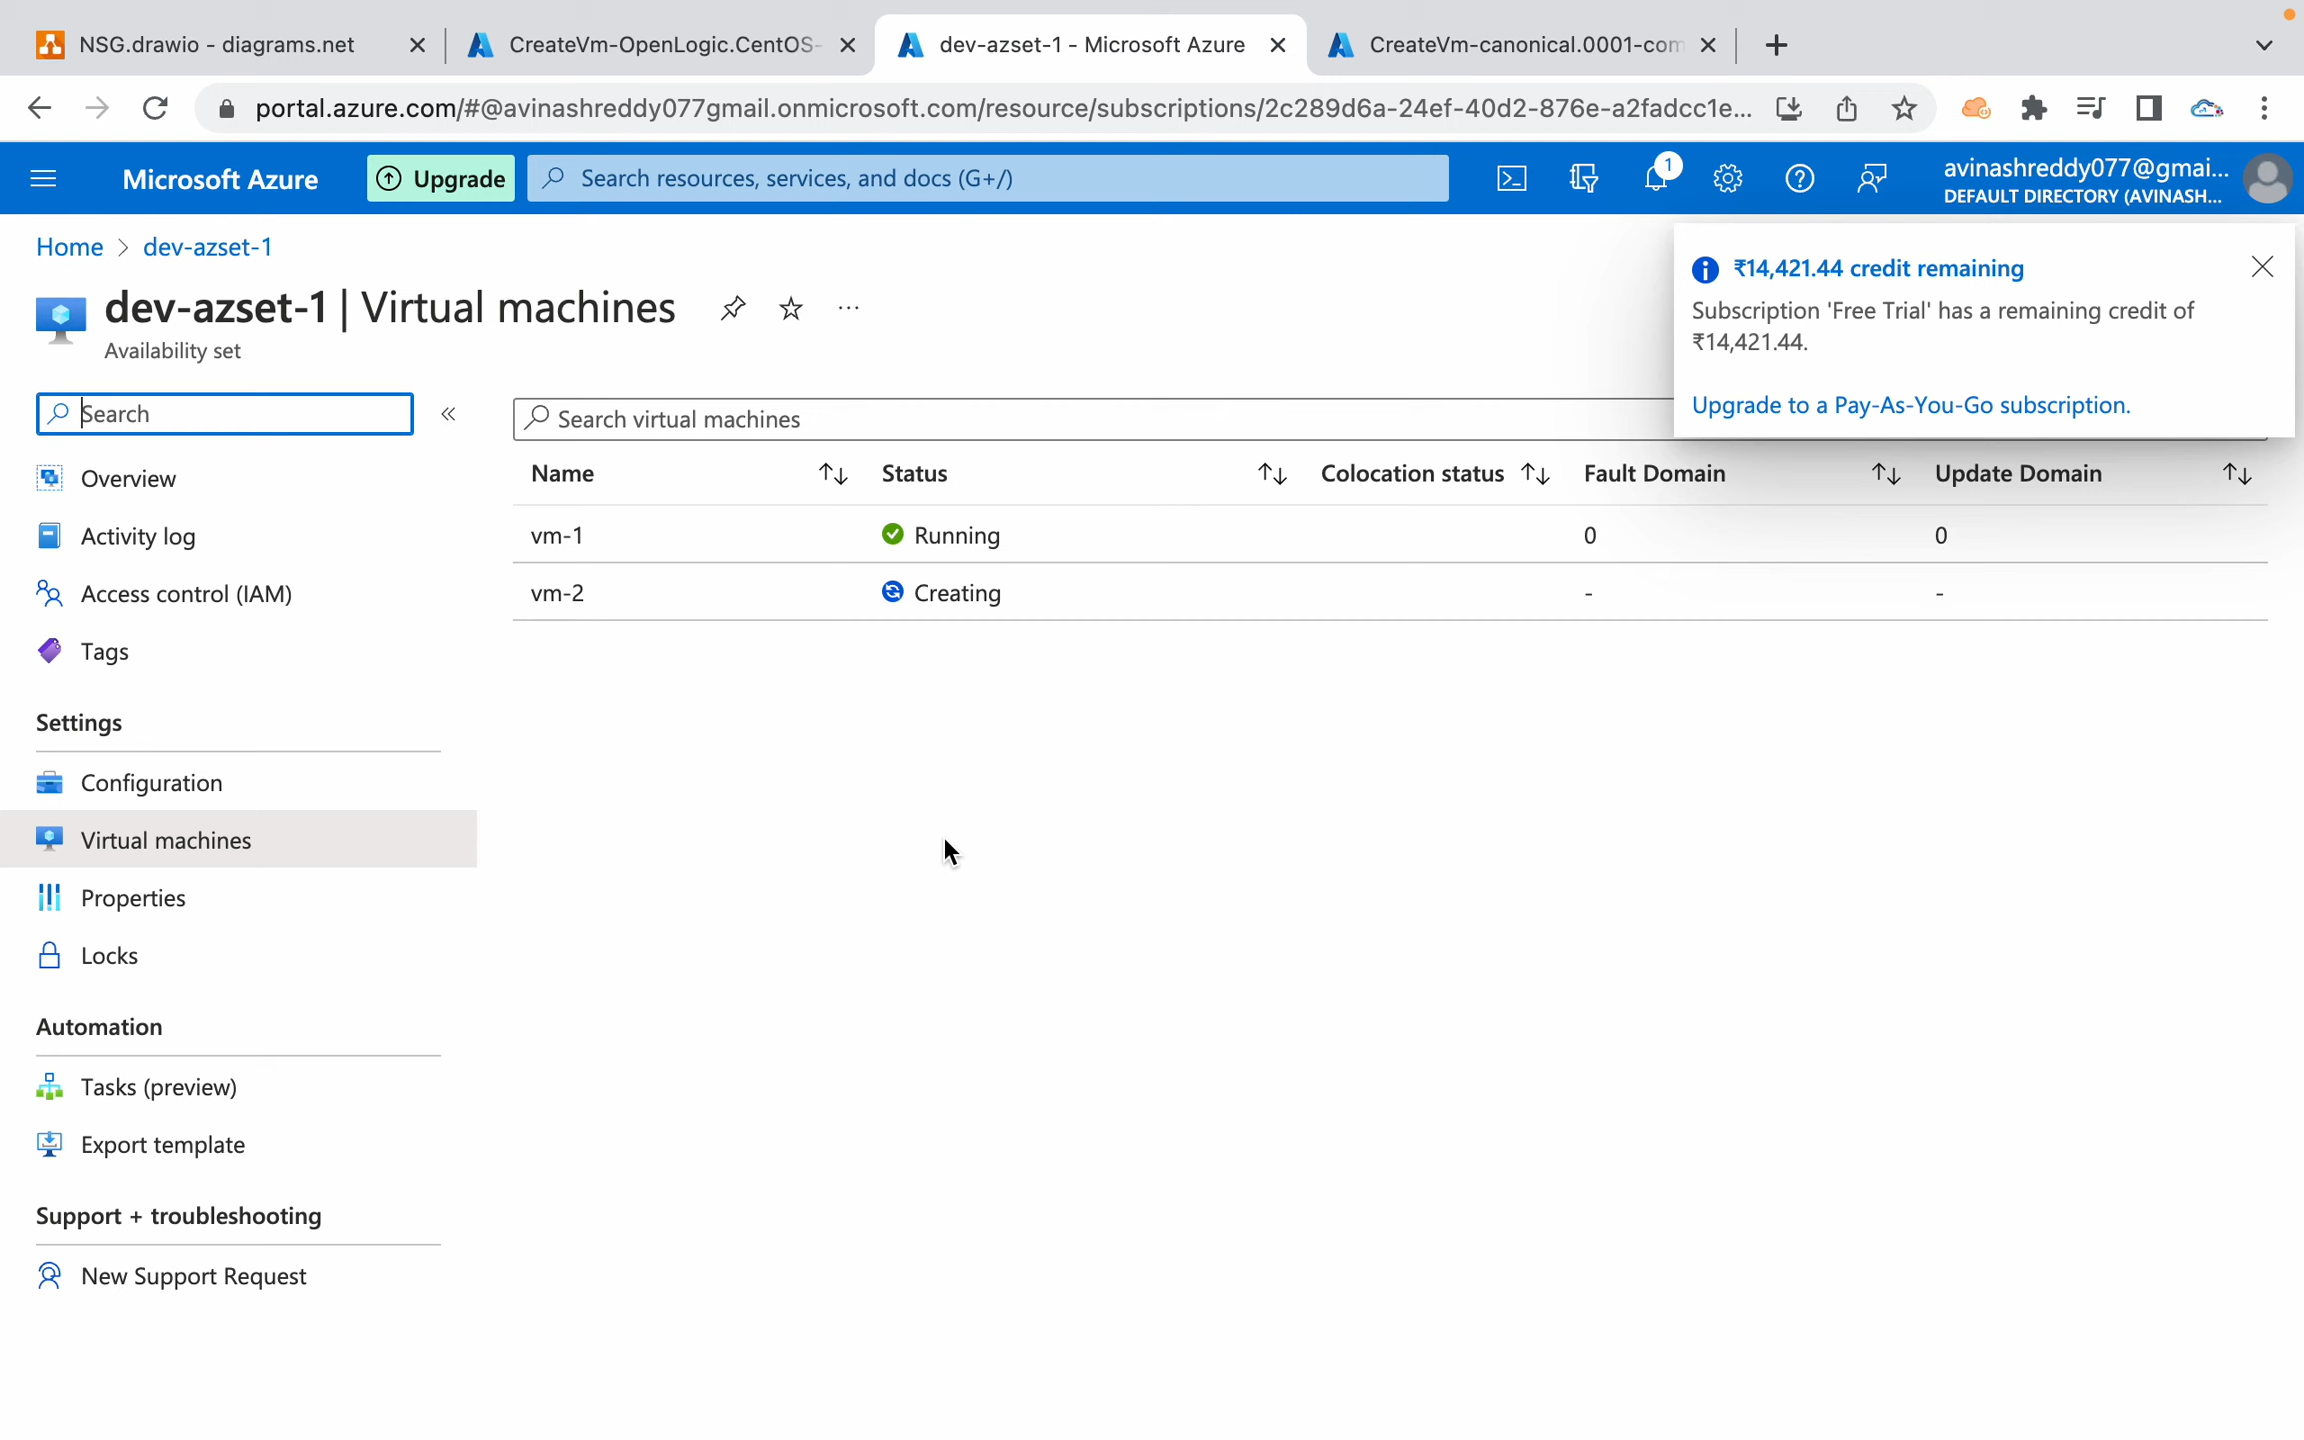 NSG.drawio - diagrams.net
CreateVm-OpenLogic.CentOS-
dev-azset-1 - Microsoft Azure
CreateVm-canonical.0001-com
portal.azure.com/#@avinashreddy077gmail.onmicrosoft.com/resource/subscriptions/2c289d6a-24ef-40d2-876e-a2fadcc1e...
Microsoft Azure
Upgrade
Search resources, services, and docs (G+/)
1
avinashreddy077@gmai...
DEFAULT DIRECTORY (AVINASH...
Home > dev-azset-1
dev-azset-1 | Virtual machines
...
Availability set
₹14,421.44 credit remaining
Subscription 'Free Trial' has a remaining credit of
₹14,421.44.
Upgrade to a Pay-As-You-Go subscription.
Search
«
Overview
Activity log
Access control (IAM)
Tags
Settings
Configuration
Virtual machines
Properties
Locks
Automation
Tasks (preview)
Export template
Support + troubleshooting
New Support Request
Search virtual machines
Name Status Colocation status Fault Domain Update Domain
vm-1 Running 0 0
vm-2 Creating - -